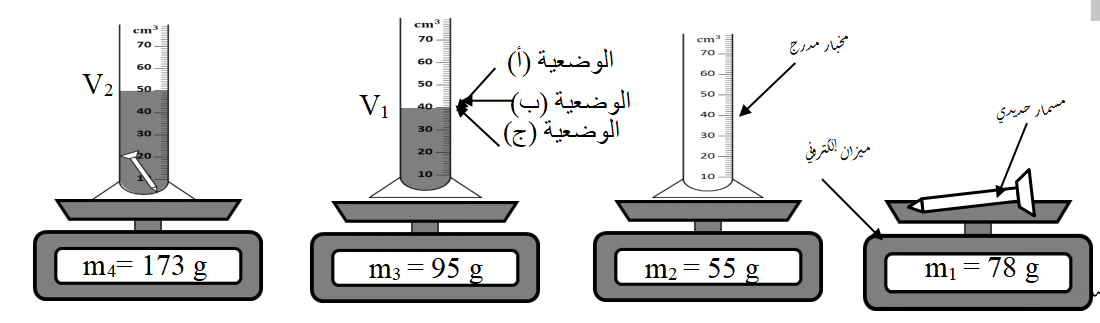 cm³
70
60
50
40
30
20
1
V₂
m₄= 173 g
cm³
70
60
50
40
30
20
10
V₁
الوضعية (أ)
الوضعية (ب)
الوضعية (ج)
m₃ = 95 g
cm³
70
60
50
40
30
20
10
مخبار مدرج
m₂ = 55 g
مسمار حديدي
ميزان إلكتروني
m₁ = 78 g